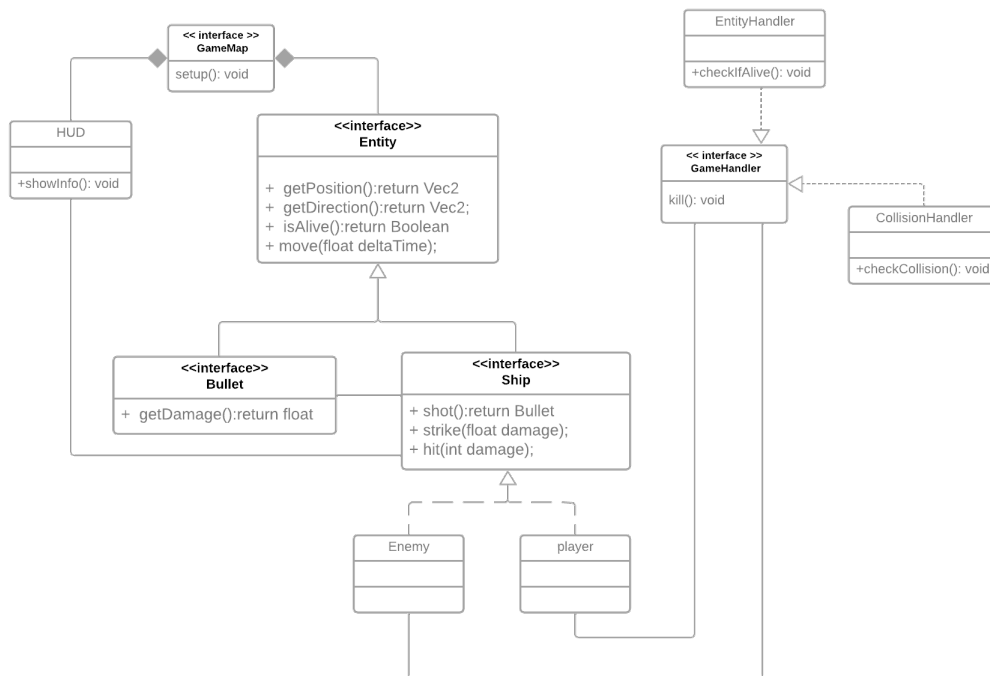 << interface >>
GameMap
setup(): void
HUD
+showInfo(): void
<<interface>>
Entity
+ getPosition():return Vec2
+ getDirection():return Vec2;
+ isAlive():return Boolean
+ move(float deltaTime);
<<interface>>
Bullet
+ getDamage():return float
<<interface>>
Ship
+ shot():return Bullet
+ strike(float damage);
+ hit(int damage);
Enemy
player
EntityHandler
+checkIfAlive(): void
<< interface >>
GameHandler
kill(): void
CollisionHandler
+checkCollision(): void